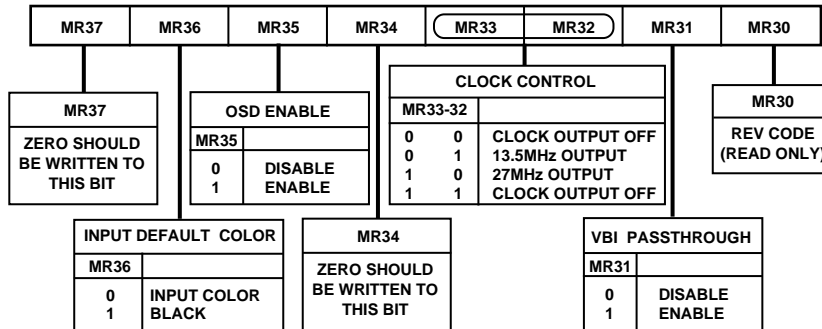 MR37 MR36 MR35 MR34 MR33 MR32 MR31 MR30
MR37
ZERO SHOULD
BE WRITTEN TO
THIS BIT
OSD ENABLE
MR35
0 DISABLE
1 ENABLE
CLOCK CONTROL
MR33-32
0 0 CLOCK OUTPUT OFF
0 1 13.5MHz OUTPUT
1 0 27MHz OUTPUT
1 1 CLOCK OUTPUT OFF
MR30
REV CODE
(READ ONLY)
INPUT DEFAULT COLOR
MR36
0 INPUT COLOR
1 BLACK
MR34
ZERO SHOULD
BE WRITTEN TO
THIS BIT
VBI PASSTHROUGH
MR31
0 DISABLE
1 ENABLE